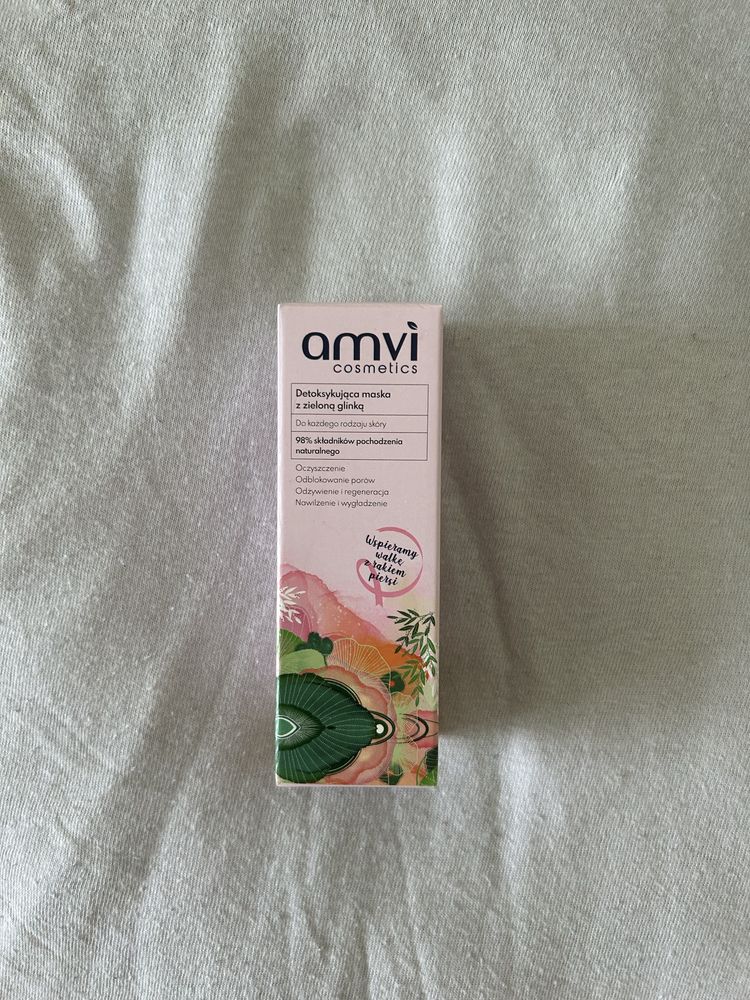 amvi
cosmetics
Detoksykująca maska
z zieloną glinką
Do każdego rodzaju skóry
98% składników pochodzenia
naturalnego
Oczyszczenie
Odblokowanie porów
Odżywienie i regeneracja
Nawilżenie i wygładzenie
Wspieramy
walkę
z rakiem
piersi